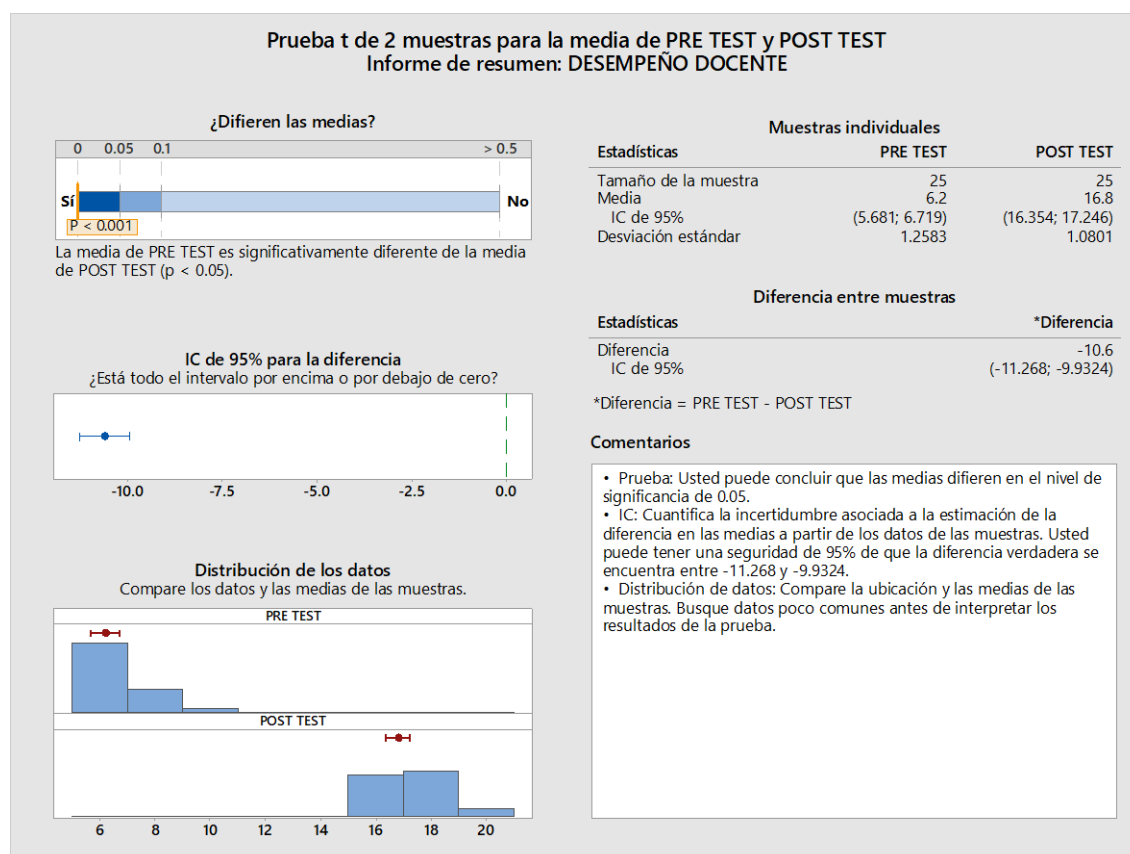 Prueba t de 2 muestras para la media de PRE TEST y POST TEST
Informe de resumen: DESEMPEÑO DOCENTE
¿Difieren las medias?
0 0.05 0.1 > 0.5
Sí No
P < 0.001
La media de PRE TEST es significativamente diferente de la media
de POST TEST (p < 0.05).
IC de 95% para la diferencia
¿Está todo el intervalo por encima o por debajo de cero?
-10.0 -7.5 -5.0 -2.5 0.0
Distribución de los datos
Compare los datos y las medias de las muestras.
PRE TEST
POST TEST
6 8 10 12 14 16 18 20
Muestras individuales
Estadísticas PRE TEST POST TEST
Tamaño de la muestra 25 25
Media 6.2 16.8
IC de 95% (5.681; 6.719) (16.354; 17.246)
Desviación estándar 1.2583 1.0801
Diferencia entre muestras
Estadísticas *Diferencia
Diferencia -10.6
IC de 95% (-11.268; -9.9324)
*Diferencia = PRE TEST - POST TEST
Comentarios
• Prueba: Usted puede concluir que las medias difieren en el nivel de
significancia de 0.05.
• IC: Cuantifica la incertidumbre asociada a la estimación de la
diferencia en las medias a partir de los datos de las muestras. Usted
puede tener una seguridad de 95% de que la diferencia verdadera se
encuentra entre -11.268 y -9.9324.
• Distribución de datos: Compare la ubicación y las medias de las
muestras. Busque datos poco comunes antes de interpretar los
resultados de la prueba.